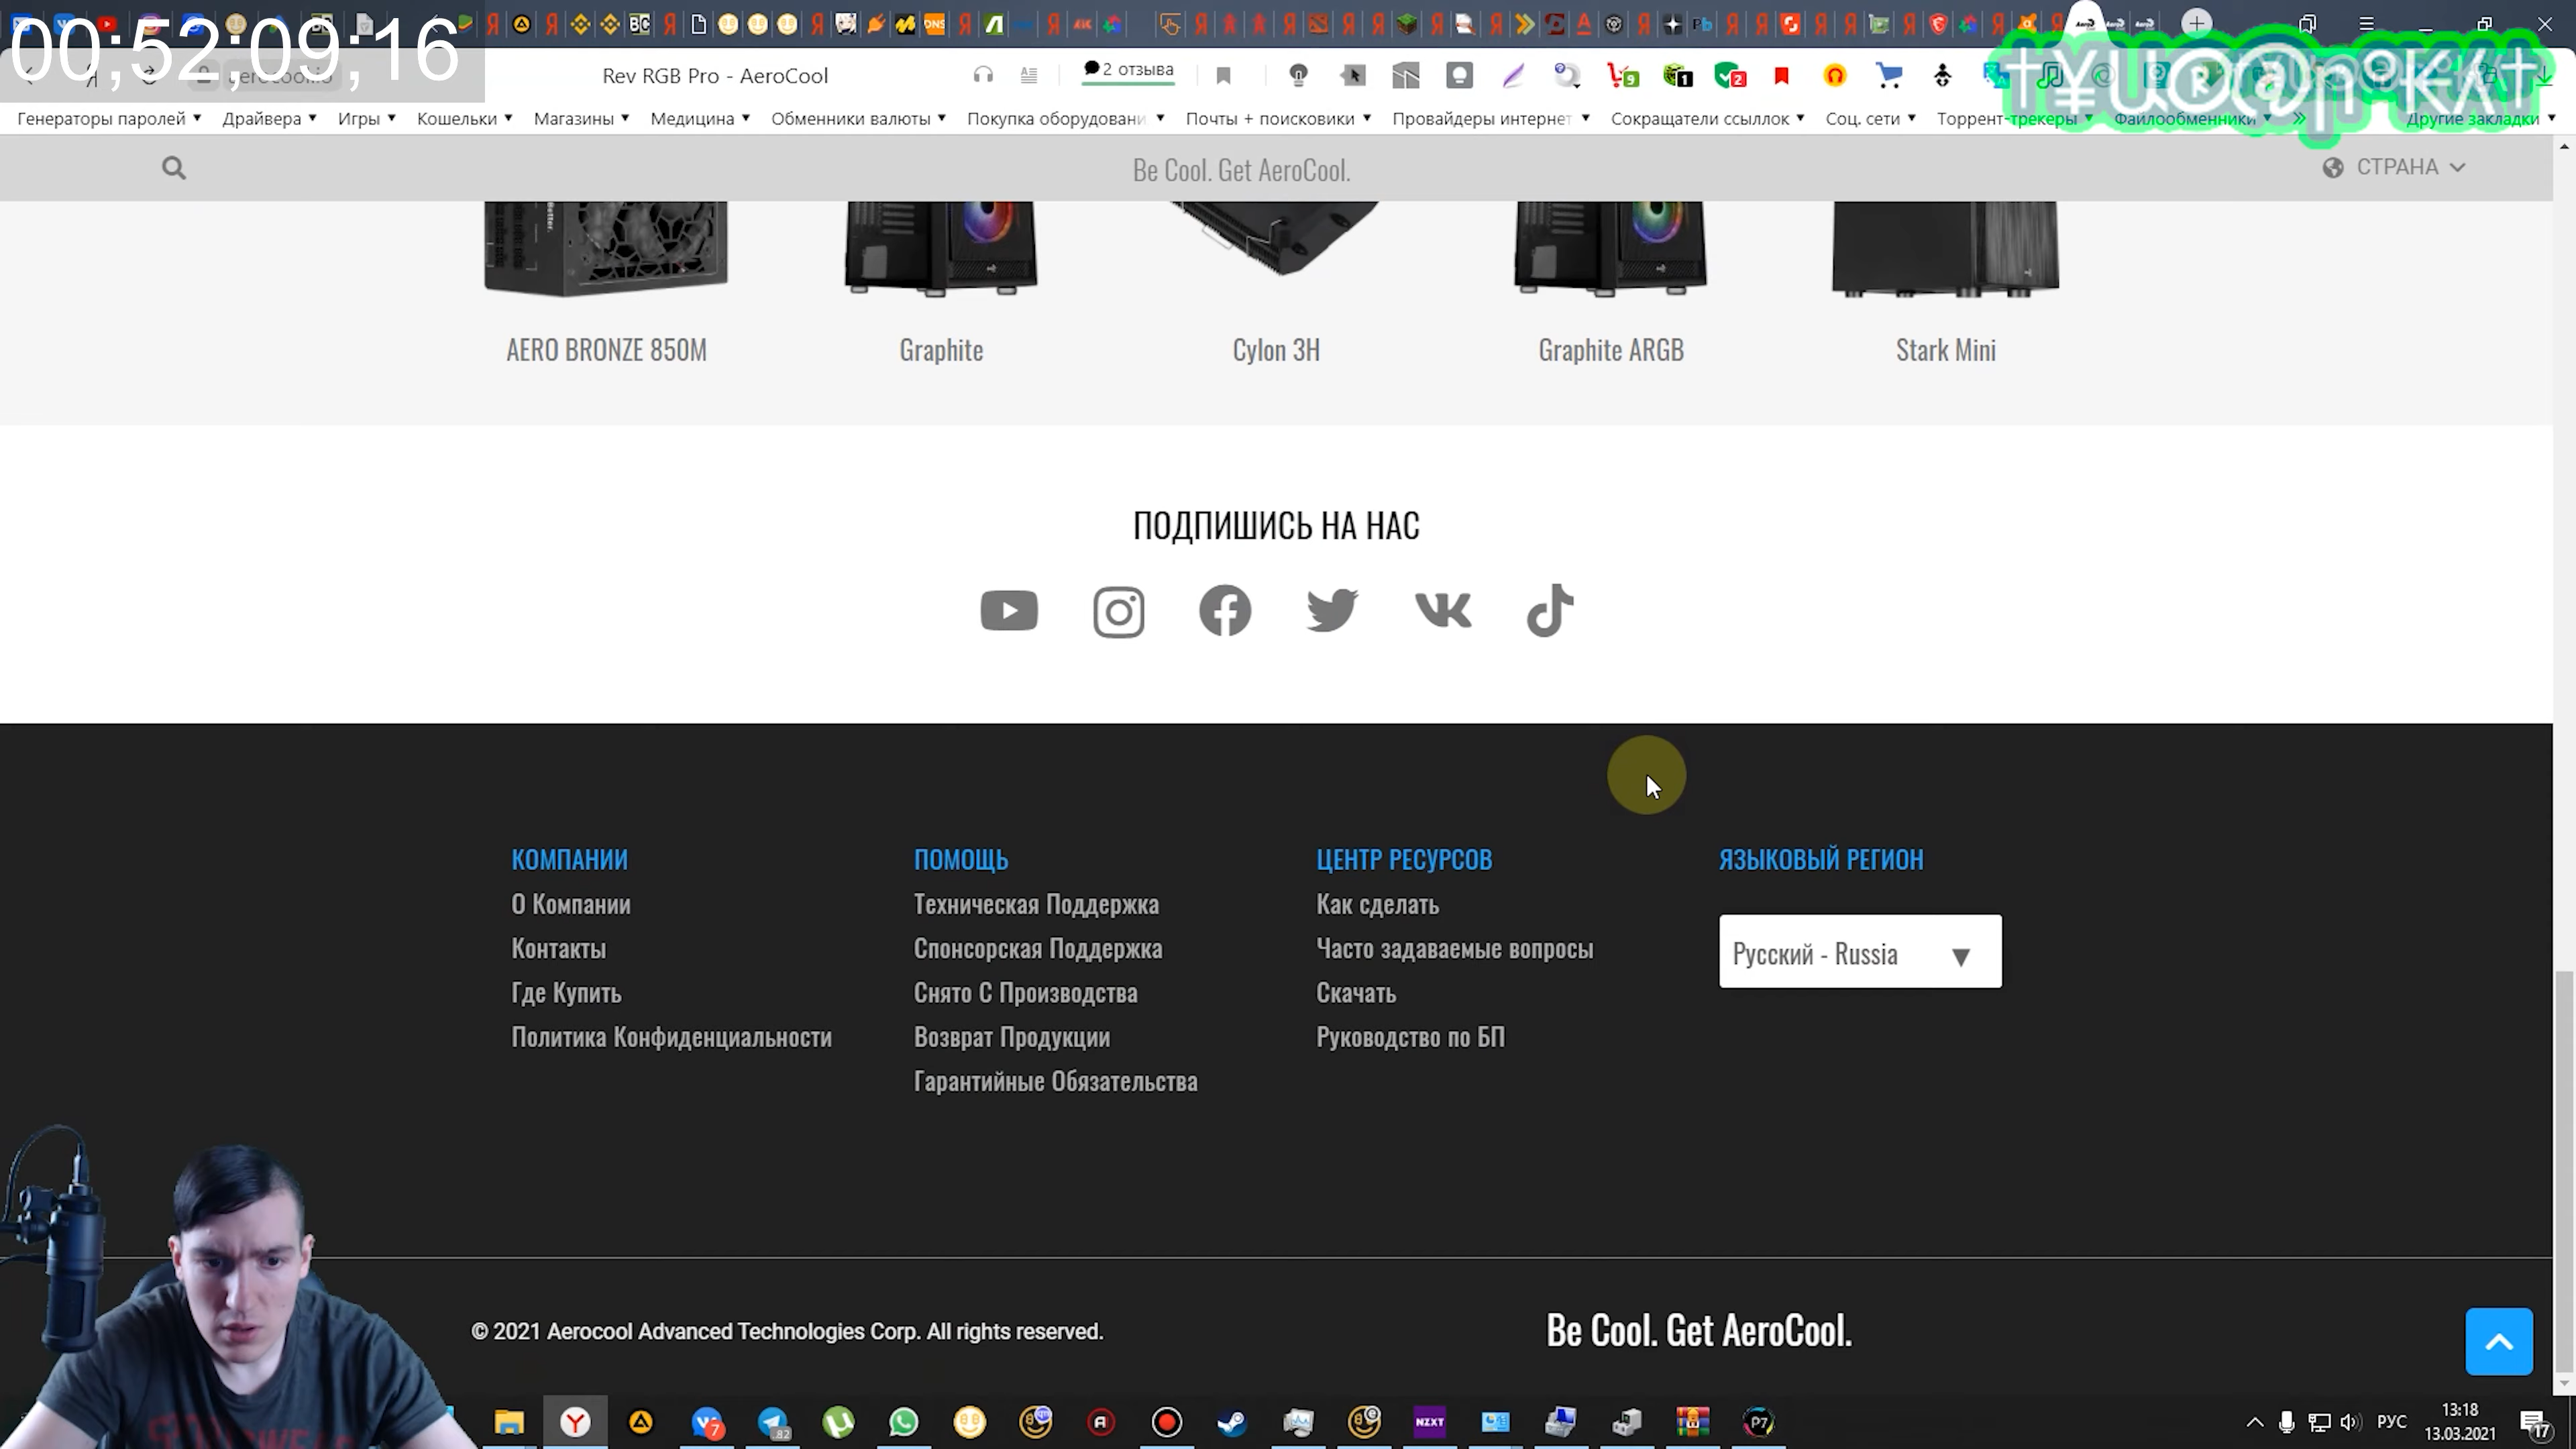 00;52;09;16
aerocool.io
Rev RGB Pro - AeroCool
2 отзыва
Генераторы паролей
Драйвера
Игры
Кошельки
Магазины
Медицина
Обменники валюты
Покупка оборудовани
Почты + поисковики
Провайдеры интернет
Сокращатели ссылок
Соц. сети
Торрент-трекеры
Файлообменники
Другие закладки
Be Cool. Get AeroCool.
СТРАНА
AERO BRONZE 850M
Graphite
Cylon 3H
Graphite ARGB
Stark Mini
ПОДПИШИСЬ НА НАС
КОМПАНИИ
О Компании
Контакты
Где Купить
Политика Конфиденциальности
ПОМОЩЬ
Техническая Поддержка
Спонсорская Поддержка
Снято С Производства
Возврат Продукции
Гарантийные Обязательства
ЦЕНТР РЕСУРСОВ
Как сделать
Часто задаваемые вопросы
Скачать
Руководство по БП
ЯЗЫКОВЫЙ РЕГИОН
Русский - Russia
© 2021 Aerocool Advanced Technologies Corp. All rights reserved.
Be Cool. Get AeroCool.
NZXT
P7
РУС
13:18
13.03.2021
17